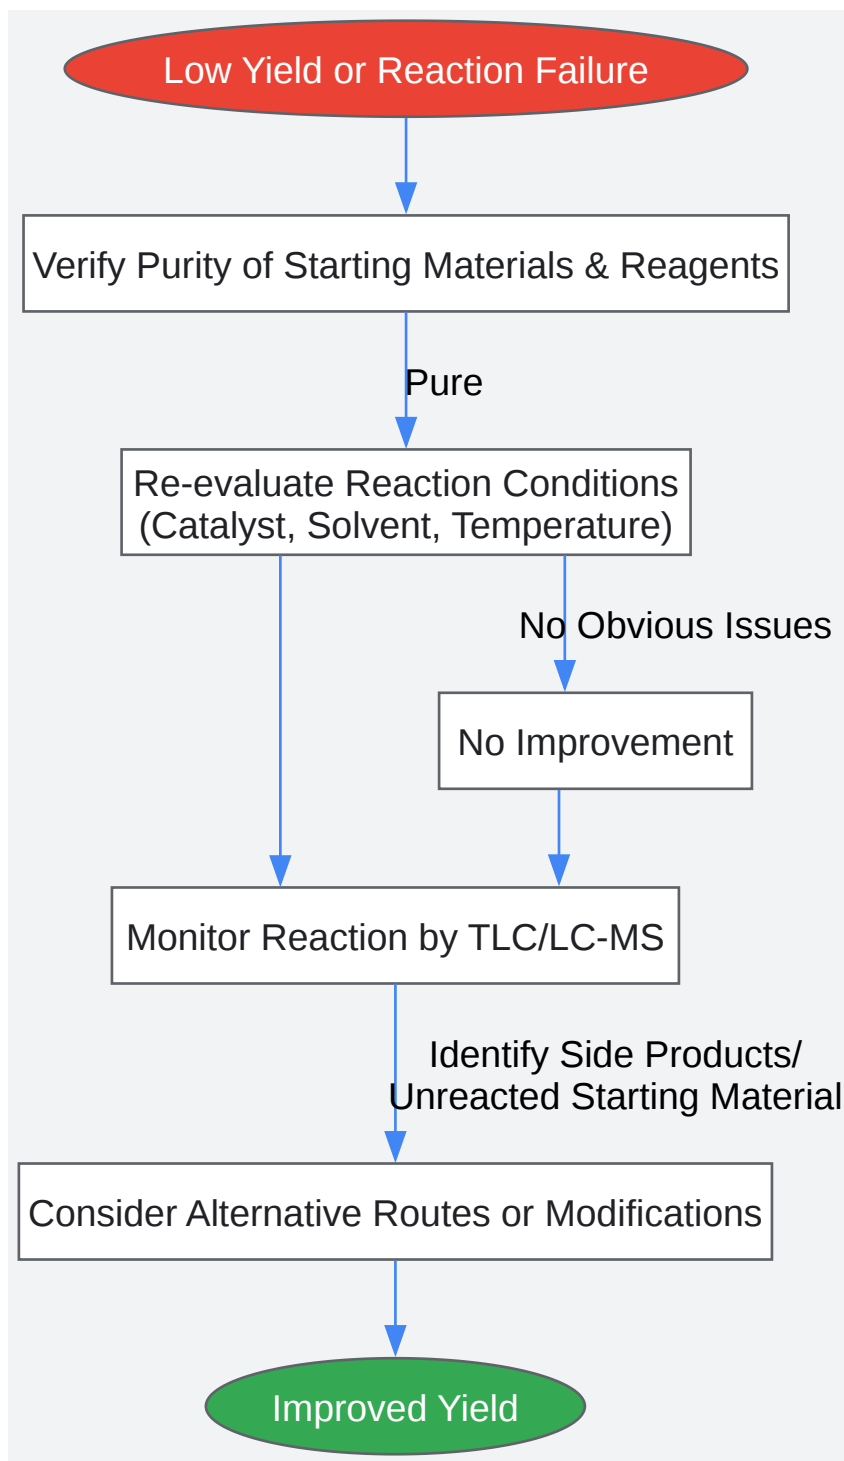 Low Yield or Reaction Failure
Verify Purity of Starting Materials & Reagents
Pure
Re-evaluate Reaction Conditions
(Catalyst, Solvent, Temperature)
No Obvious Issues
No Improvement
Monitor Reaction by TLC/LC-MS
Identify Side Products/
Unreacted Starting Material
Consider Alternative Routes or Modifications
Improved Yield